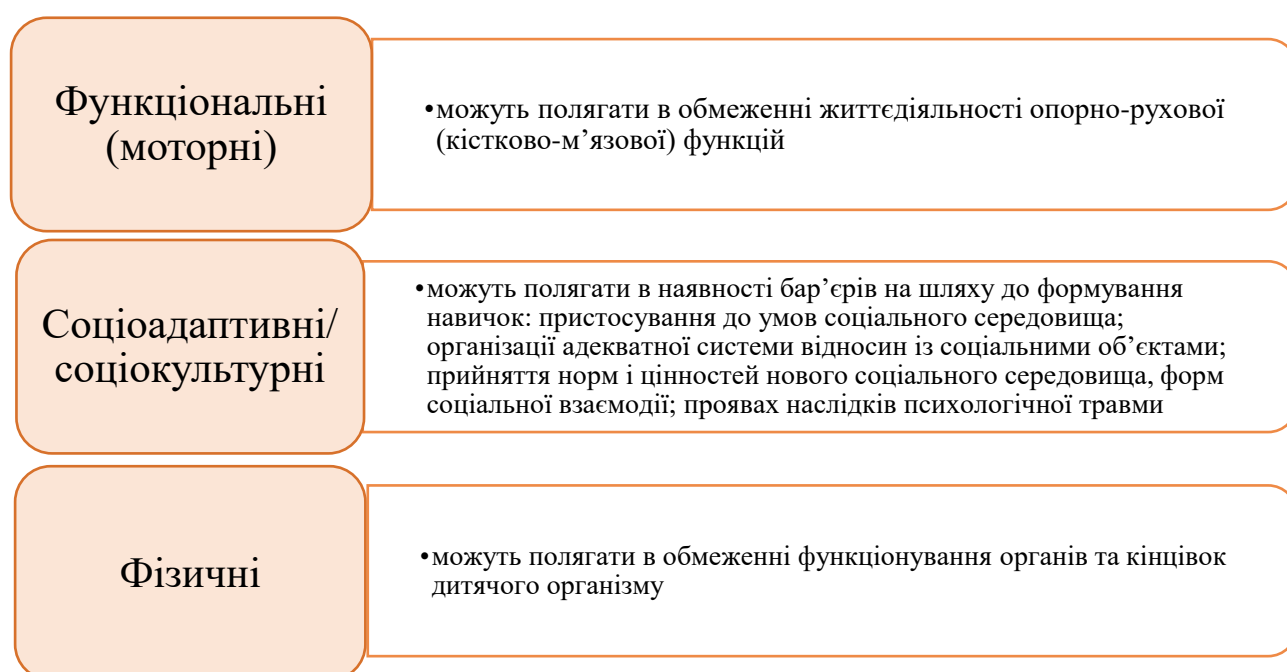 Функціональні
(моторні)
•можуть полягати в обмеженні життєдіяльності опорно-рухової
(кістково-м’язової) функцій
Соціоадаптивні/
соціокультурні
•можуть полягати в наявності бар’єрів на шляху до формування
навичок: пристосування до умов соціального середовища;
організації адекватної системи відносин із соціальними об’єктами;
прийняття норм і цінностей нового соціального середовища, форм
соціальної взаємодії; проявах наслідків психологічної травми
Фізичні
•можуть полягати в обмеженні функціонування органів та кінцівок
дитячого організму